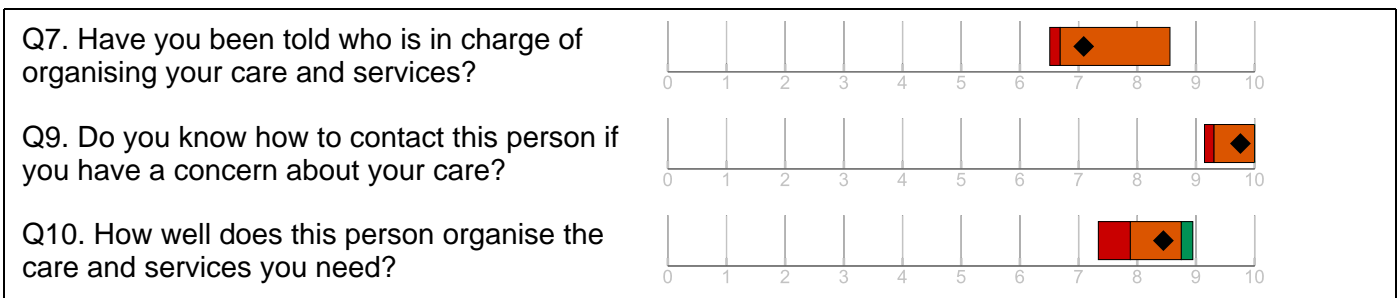 Q7. Have you been told who is in charge of
organising your care and services?
0 1 2 3 4 5 6 7 8 9 10
Q9. Do you know how to contact this person if
you have a concern about your care?
0 1 2 3 4 5 6 7 8 9 10
Q10. How well does this person organise the
care and services you need?
0 1 2 3 4 5 6 7 8 9 10